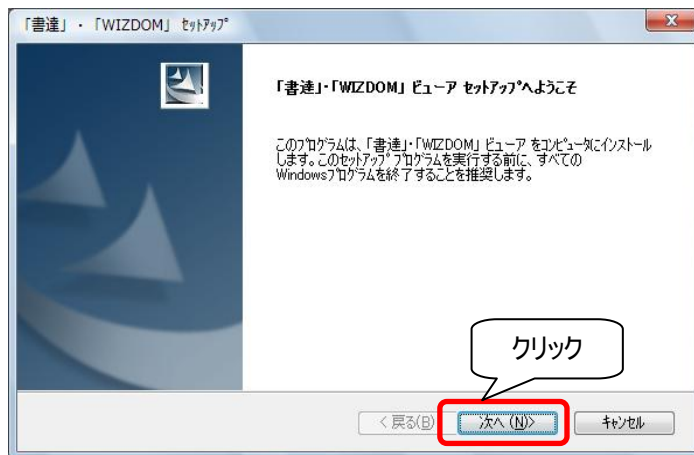 「書達」・「WIZDOM」 ｾｯﾄｱｯﾌﾟ
「書達」・「WIZDOM」 ビューア ｾｯﾄｱｯﾌﾟへようこそ
このﾌﾟﾛｸﾞﾗﾑは、「書達」・「WIZDOM」 ビューア をｺﾝﾋﾟｭｰﾀにｲﾝｽﾄｰﾙ
します。このｾｯﾄｱｯﾌﾟ ﾌﾟﾛｸﾞﾗﾑを実行する前に、すべての
Windowsﾌﾟﾛｸﾞﾗﾑを終了することを推奨します。
クリック
< 戻る(B)
次へ (N)>
ｷｬﾝｾﾙ